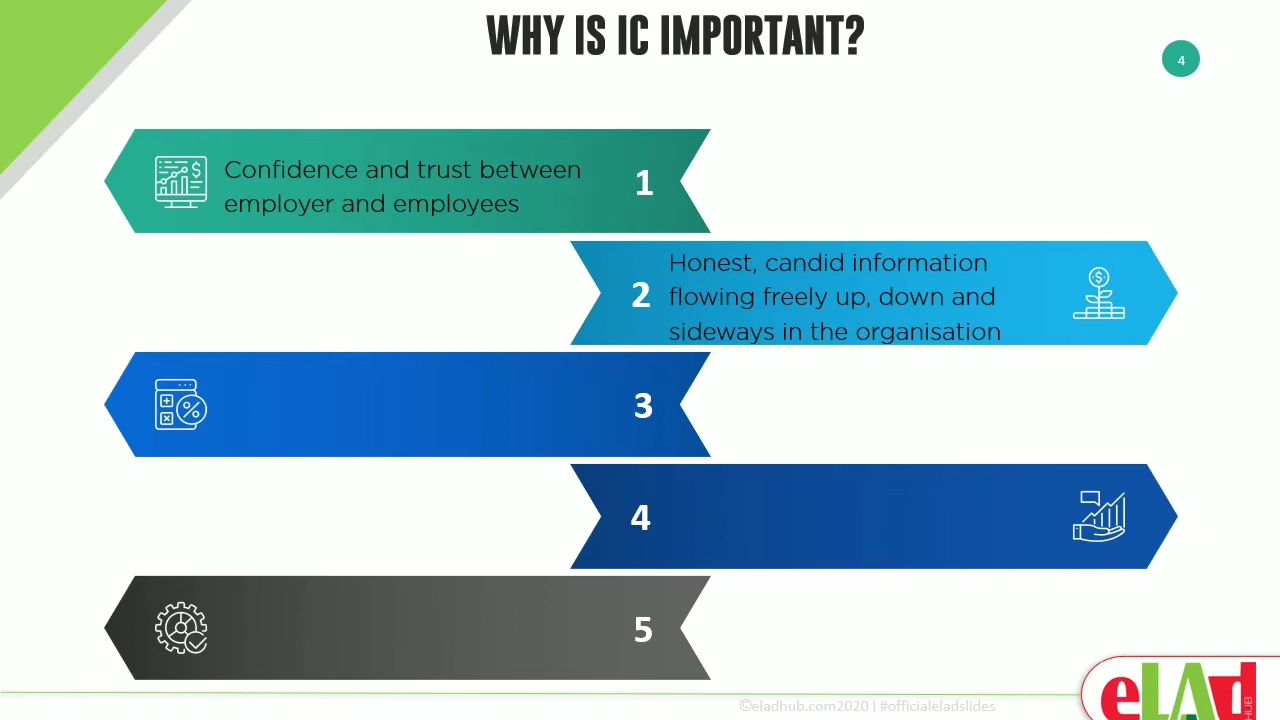 WHY IS IC IMPORTANT?
4
Confidence and trust between
employer and employees
1
2
Honest, candid information
flowing freely up, down and
sideways in the organisation
3
4
5
©eladhub.com2020 I #officialeladslides
eLAd
HUB